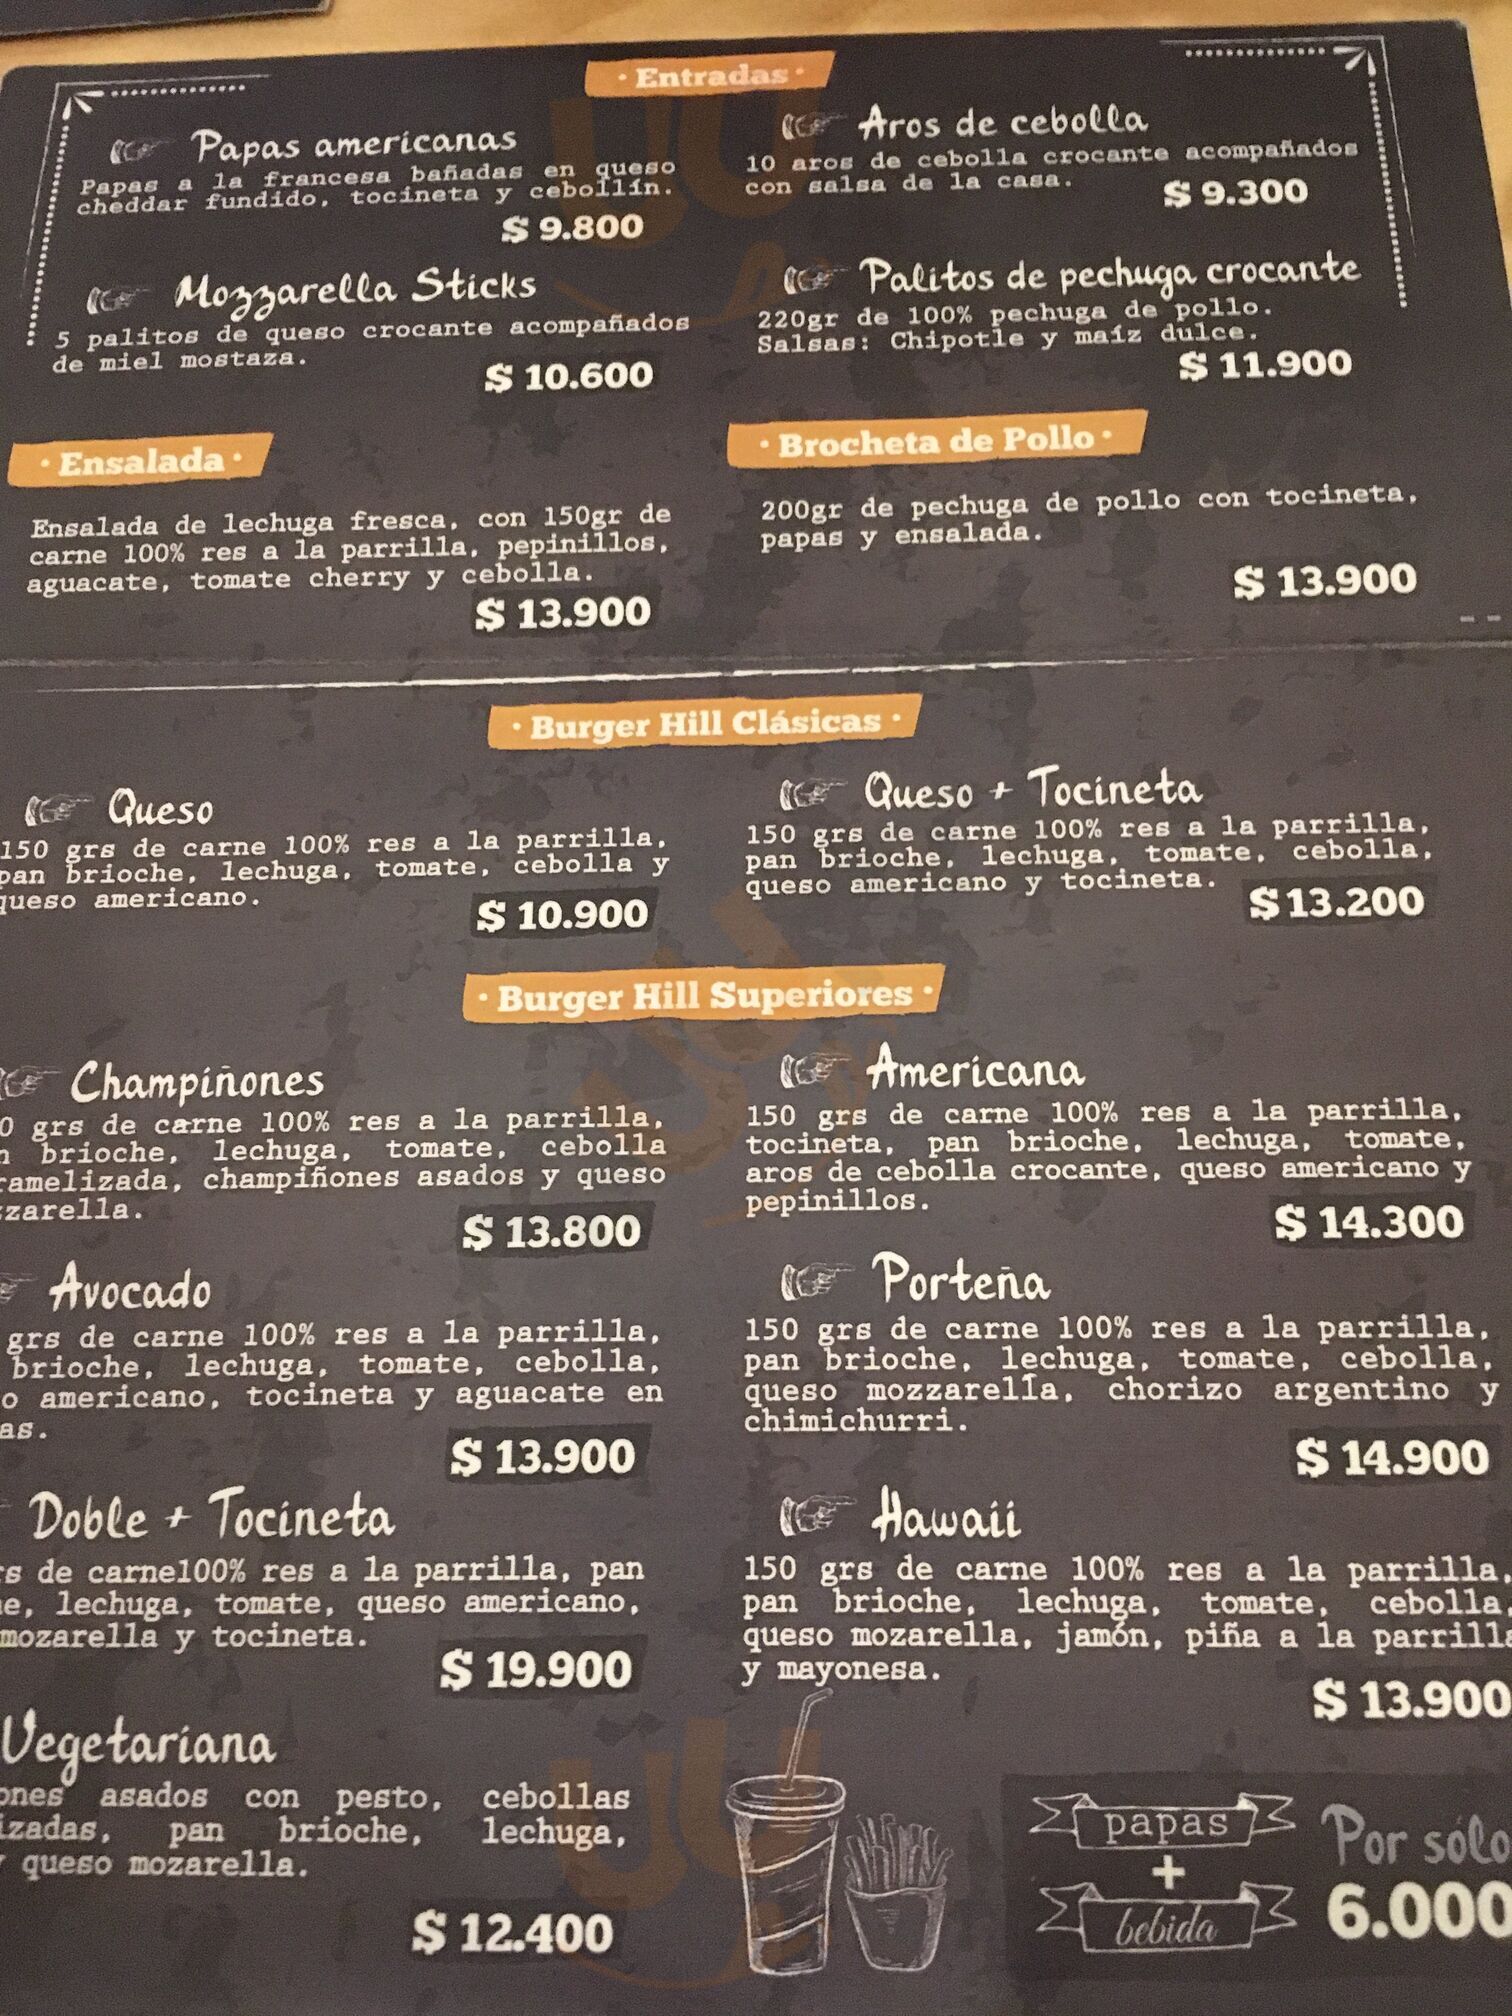 · Entradas ·
Papas americanas
Papas a la francesa bañadas en queso
cheddar fundido, tocineta y cebollín.
$ 9.800
Aros de cebolla
10 aros de cebolla crocante acompañados
con salsa de la casa.
$ 9.300
Mozzarella Sticks
5 palitos de queso crocante acompañados
de miel mostaza.
$ 10.600
Palitos de pechuga crocante
220gr de 100% pechuga de pollo.
Salsas: Chipotle y maíz dulce.
$ 11.900
· Ensalada ·
Ensalada de lechuga fresca, con 150gr de
carne 100% res a la parrilla, pepinillos,
aguacate, tomate cherry y cebolla.
$ 13.900
· Brocheta de Pollo ·
200gr de pechuga de pollo con tocineta,
papas y ensalada.
$ 13.900
· Burger Hill Clásicas ·
Queso
150 grs de carne 100% res a la parrilla,
pan brioche, lechuga, tomate, cebolla y
queso americano.
$ 10.900
Queso + Tocineta
150 grs de carne 100% res a la parrilla,
pan brioche, lechuga, tomate, cebolla,
queso americano y tocineta.
$ 13.200
· Burger Hill Superiores ·
Champiñones
grs de carne 100% res a la parrilla,
brioche, lechuga, tomate, cebolla
ramelizada, champiñones asados y queso
zzarella.
$ 13.800
Americana
150 grs de carne 100% res a la parrilla,
tocineta, pan brioche, lechuga, tomate,
aros de cebolla crocante, queso americano y
pepinillos.
$ 14.300
Avocado
grs de carne 100% res a la parrilla,
brioche, lechuga, tomate, cebolla,
o americano, tocineta y aguacate en
as.
$ 13.900
Porteña
150 grs de carne 100% res a la parrilla,
pan brioche, lechuga, tomate, cebolla,
queso mozzarella, chorizo argentino y
chimichurri.
$ 14.900
Doble + Tocineta
rs de carne100% res a la parrilla, pan
he, lechuga, tomate, queso americano,
mozarella y tocineta.
$ 19.900
Hawaii
150 grs de carne 100% res a la parrilla,
pan brioche, lechuga, tomate, cebolla,
queso mozarella, jamón, piña a la parrilla
y mayonesa.
$ 13.900
Vegetariana
ones asados con pesto, cebollas
izadas, pan brioche, lechuga,
y queso mozarella.
$ 12.400
papas
+
bebida
Por sólo
6.000